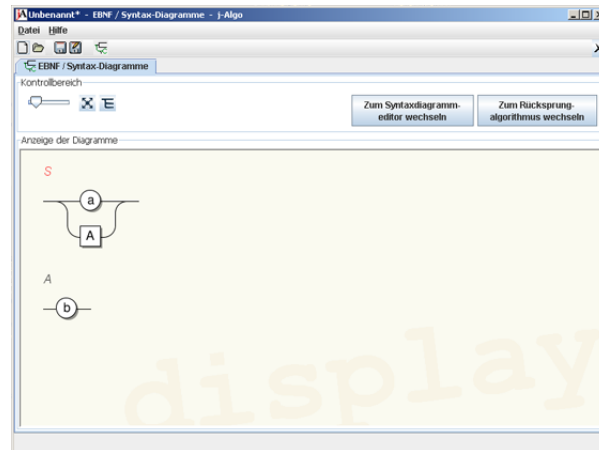 Unbenannt* - EBNF / Syntax-Diagramme - j-Algo
Datei Hilfe
EBNF / Syntax-Diagramme
Kontrollbereich
Zum Syntaxdiagramm-
editor wechseln
Zum Rücksprung-
algorithmus wechseln
Anzeige der Diagramme
S
a
A
A
b
display